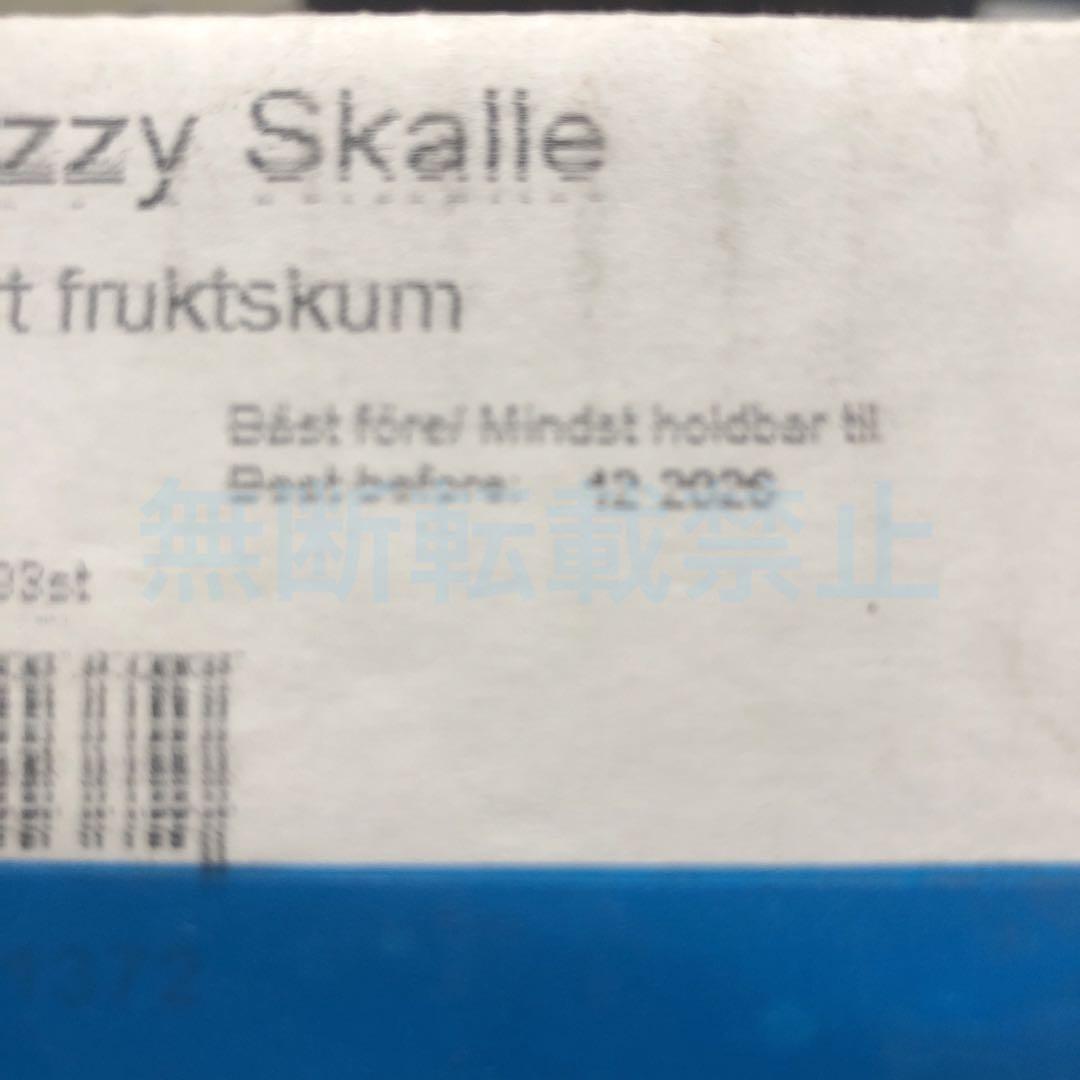 zzy Skalle
t fruktskum
Bäst före/ Mindst holdbar til
Best before: 12 2026
無断転載禁止
93st
1372